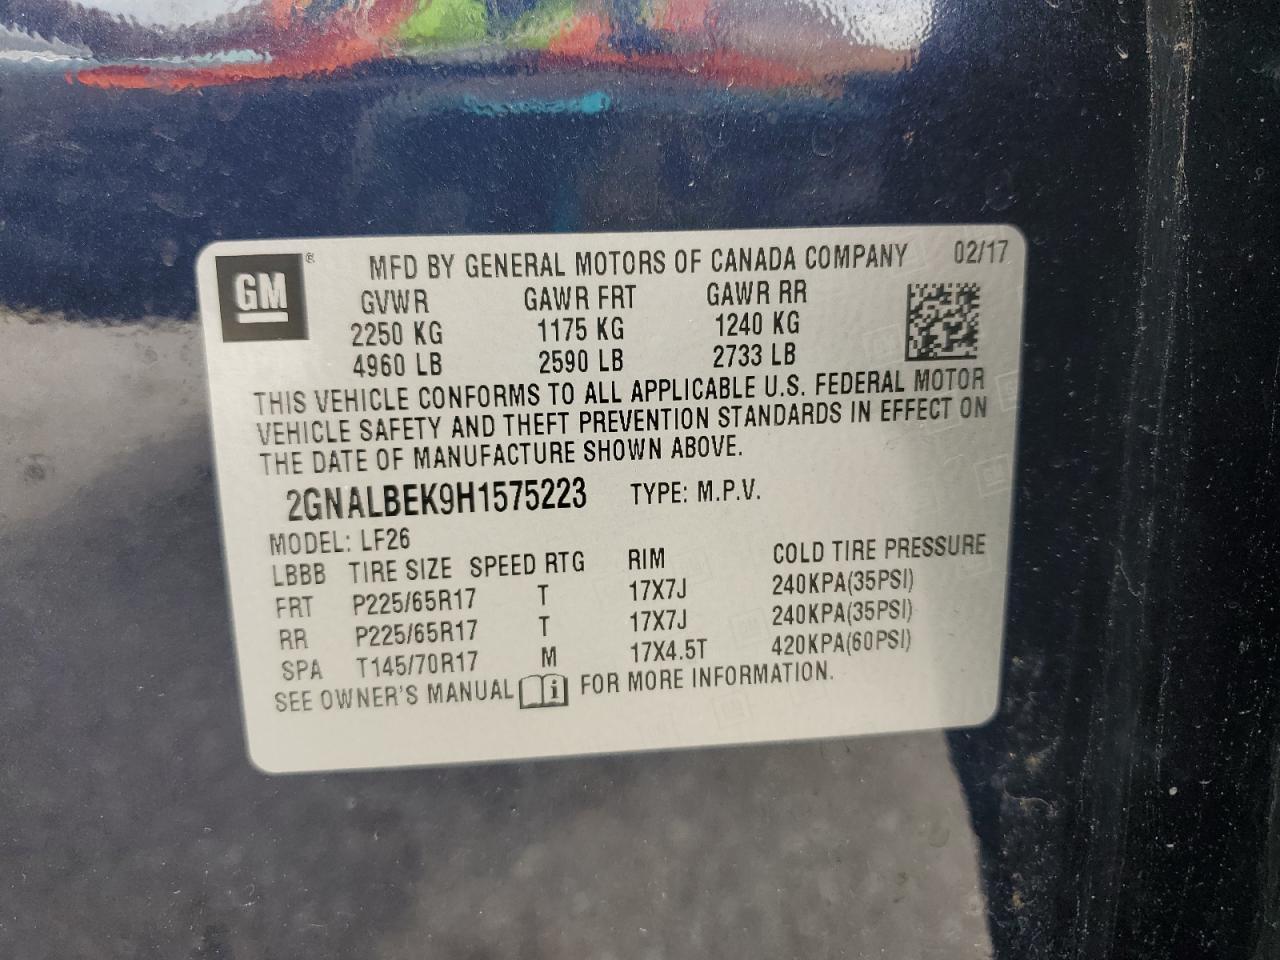 GM ® MFD BY GENERAL MOTORS OF CANADA COMPANY 02/17
GVWR GAWR FRT GAWR RR
2250 KG 1175 KG 1240 KG
4960 LB 2590 LB 2733 LB
THIS VEHICLE CONFORMS TO ALL APPLICABLE U.S. FEDERAL MOTOR
VEHICLE SAFETY AND THEFT PREVENTION STANDARDS IN EFFECT ON
THE DATE OF MANUFACTURE SHOWN ABOVE.
2GNALBEK9H1575223 TYPE: M.P.V.
MODEL: LF26
LBBB TIRE SIZE SPEED RTG RIM COLD TIRE PRESSURE
FRT P225/65R17 T 17X7J 240KPA(35PSI)
RR P225/65R17 T 17X7J 240KPA(35PSI)
SPA T145/70R17 M 17X4.5T 420KPA(60PSI)
SEE OWNER'S MANUAL i FOR MORE INFORMATION.